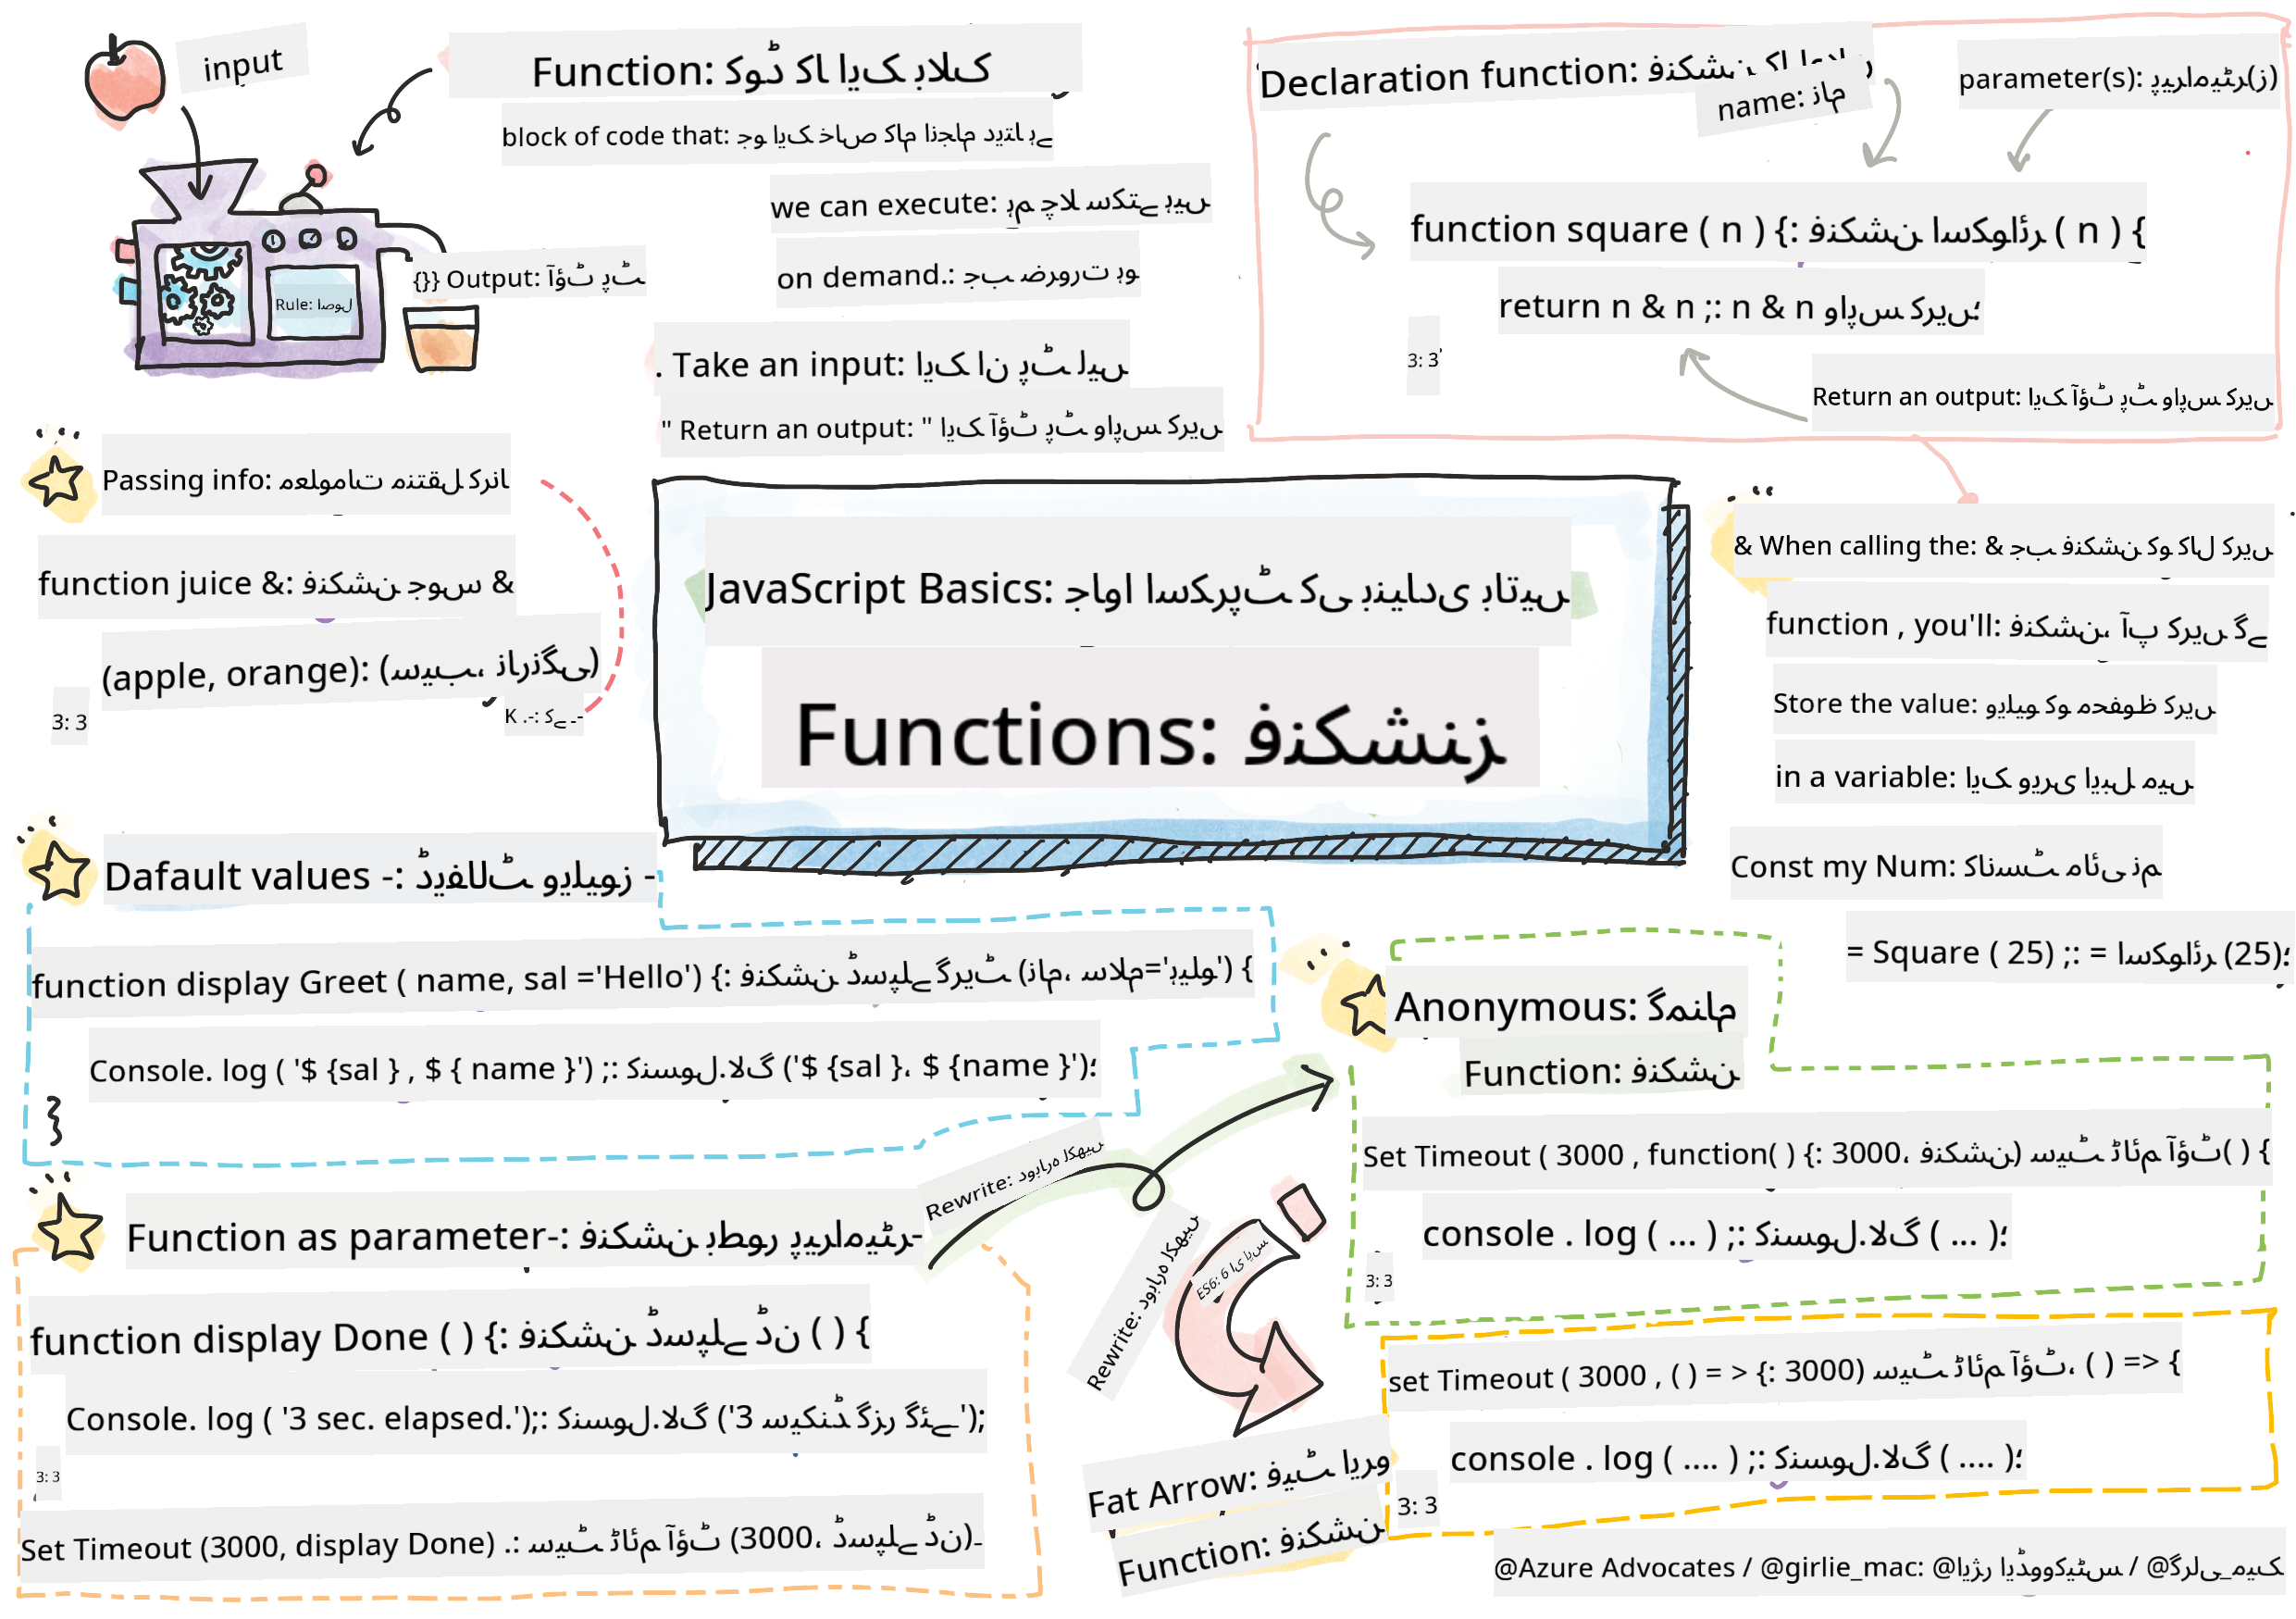 input
Function: کوڈ کا ایک بلاک
block of code that: جو ایک خاص کام انجام دیتا ہے
we can execute: ہم چلا سکتے ہیں
on demand.: جب ضرورت ہو
{}} Output: آؤٹ پٹ
Rule: اصول
. Take an input: ایک ان پٹ لیں
" Return an output: " ایک آؤٹ پٹ واپس کریں
Declaration function: فنکشن کا اعلان
name: نام
parameter(s): پیرامیٹر(ز)
function square ( n ) {: فنکشن اسکوائر ( n ) {
return n & n ;: n & n واپس کریں؛
3: 3
Return an output: ایک آؤٹ پٹ واپس کریں
Passing info: معلومات منتقل کرنا
function juice &: فنکشن جوس &
(apple, orange): (سیب، نارنگی)
3: 3
K .-: کے ۔-
JavaScript Basics: جاوا اسکرپٹ کی بنیادی باتیں
Functions: فنکشنز
& When calling the: & جب فنکشن کو کال کریں
function , you'll: فنکشن، آپ کریں گے
Store the value: ویلیو کو محفوظ کریں
in a variable: ایک ویری ایبل میں
Const my Num: کانسٹ مائی نم
= Square ( 25) ;: = اسکوائر (25)؛
Dafault values -: ڈیفالٹ ویلیوز -
function display Greet ( name, sal ='Hello') {: فنکشن ڈسپلےگریٹ (نام، سلام='ہیلو') {
Console. log ( '$ {sal } , $ { name }') ;: کنسول.لاگ ('$ {sal }، $ {name }')؛
Function as parameter-: فنکشن بطور پیرامیٹر-
Rewrite: دوبارہ لکھیں
function display Done ( ) {: فنکشن ڈسپلے ڈن ( ) {
Console. log ( '3 sec. elapsed.');: کنسول.لاگ ('3 سیکنڈ گزر گئے');
3: 3
Set Timeout (3000, display Done) .: سیٹ ٹائم آؤٹ (3000، ڈسپلے ڈن)۔
Anonymous: گمنام
Function: فنکشن
Set Timeout ( 3000 , function( ) {: سیٹ ٹائم آؤٹ( 3000، فنکشن( ) {
console . log ( ... ) ;: کنسول.لاگ ( ... )؛
3: 3
Rewrite: دوبارہ لکھیں
ES6: ای ایس 6
set Timeout ( 3000 , ( ) = > {: سیٹ ٹائم آؤٹ (3000، ( ) => {
console . log ( .... ) ;: کنسول.لاگ ( .... )؛
3: 3
Fat Arrow: فیٹ ایرو
Function: فنکشن
@Azure Advocates / @girlie_mac: @ایژر ایڈووکیٹس / @گرلی_میک